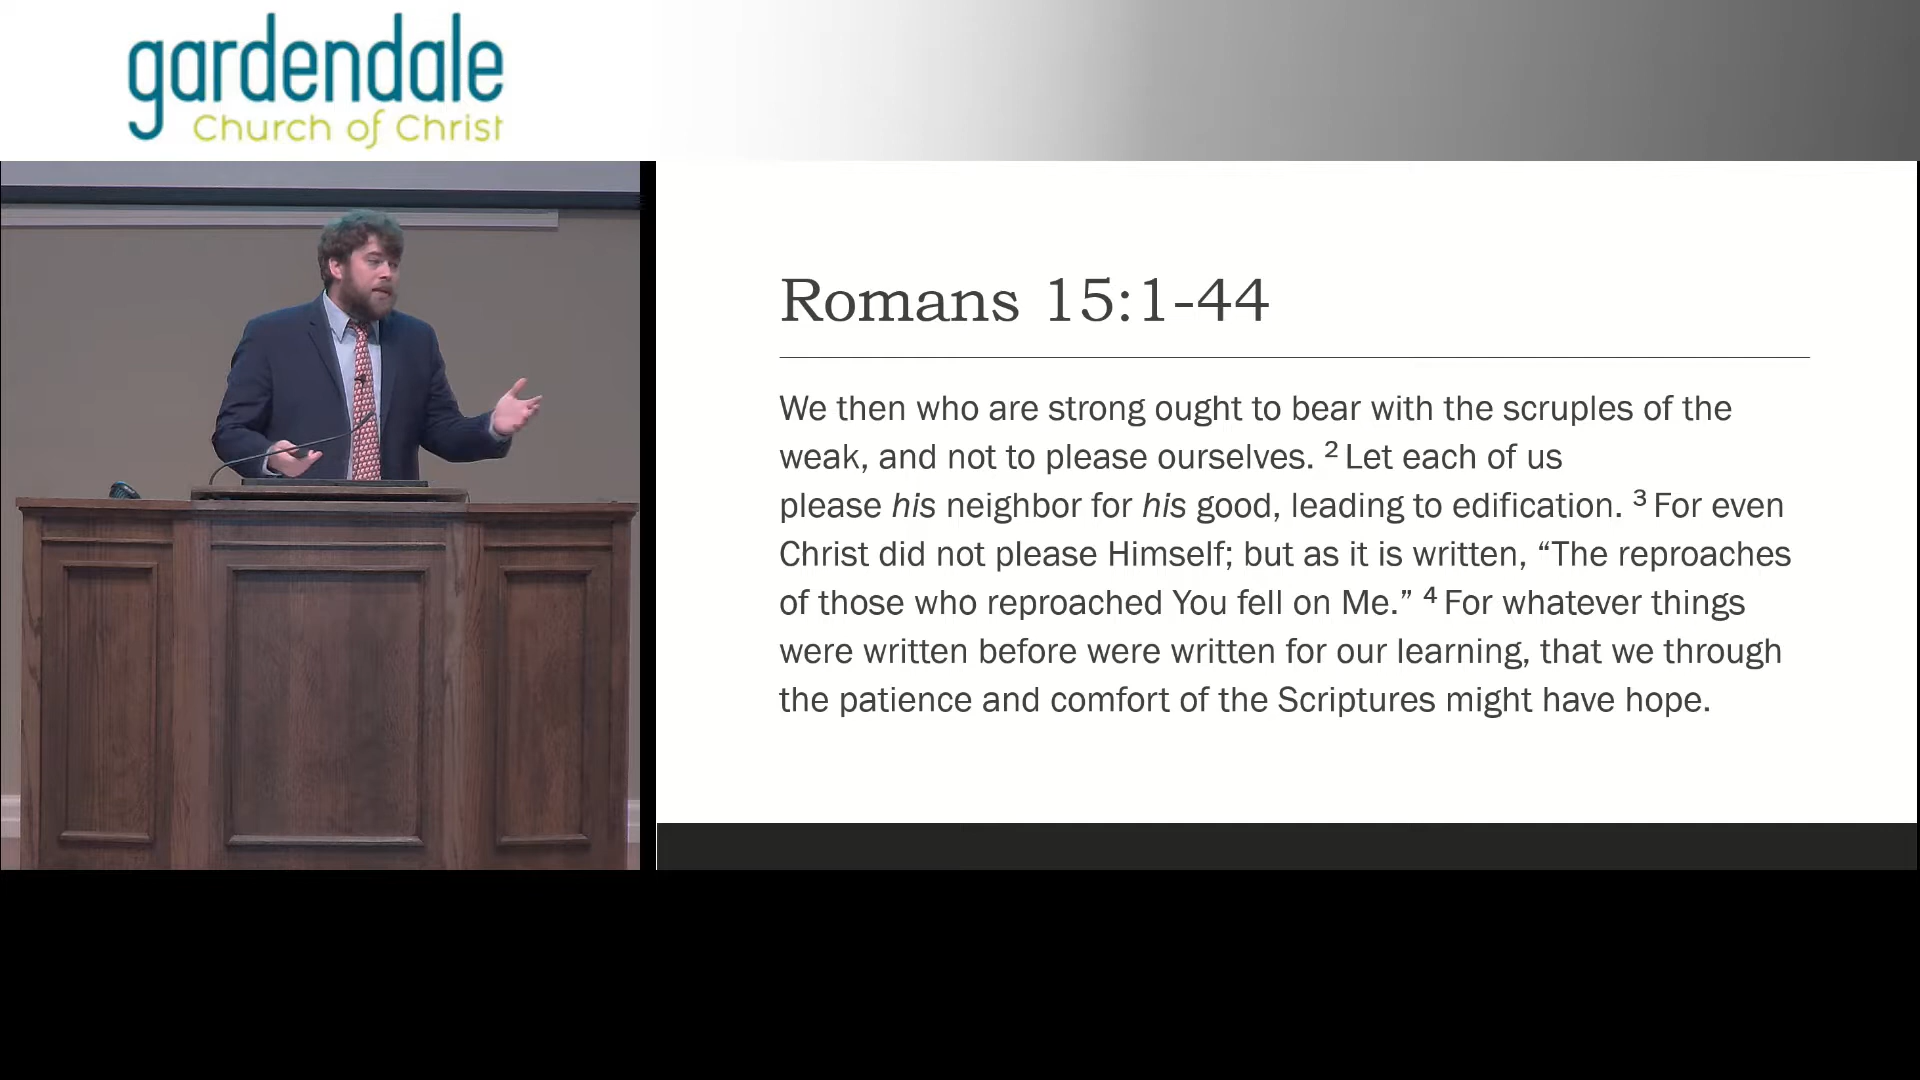 gardendale
Church of Christ
Romans 15:1-44
We then who are strong ought to bear with the scruples of the
weak, and not to please ourselves. ² Let each of us
please his neighbor for his good, leading to edification. ³ For even
Christ did not please Himself; but as it is written, “The reproaches
of those who reproached You fell on Me.” ⁴ For whatever things
were written before were written for our learning, that we through
the patience and comfort of the Scriptures might have hope.